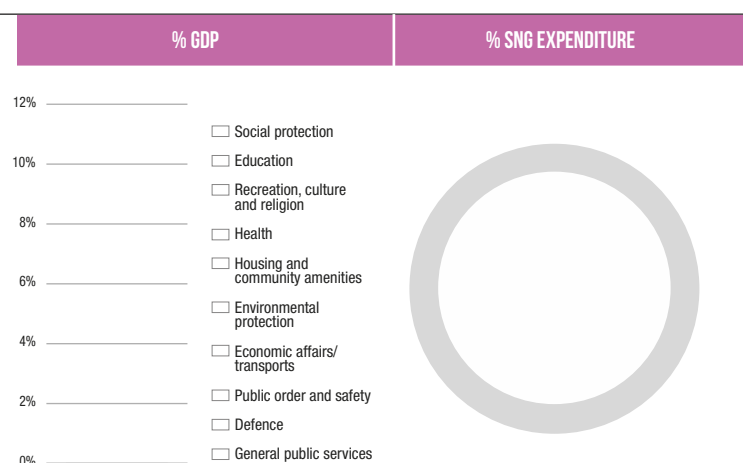 % GDP
% SNG EXPENDITURE
12%
10%
8%
6%
4%
2%
0%
Social protection
Education
Recreation, culture
and religion
Health
Housing and
community amenities
Environmental
protection
Economic affairs/
transports
Public order and safety
Defence
General public services